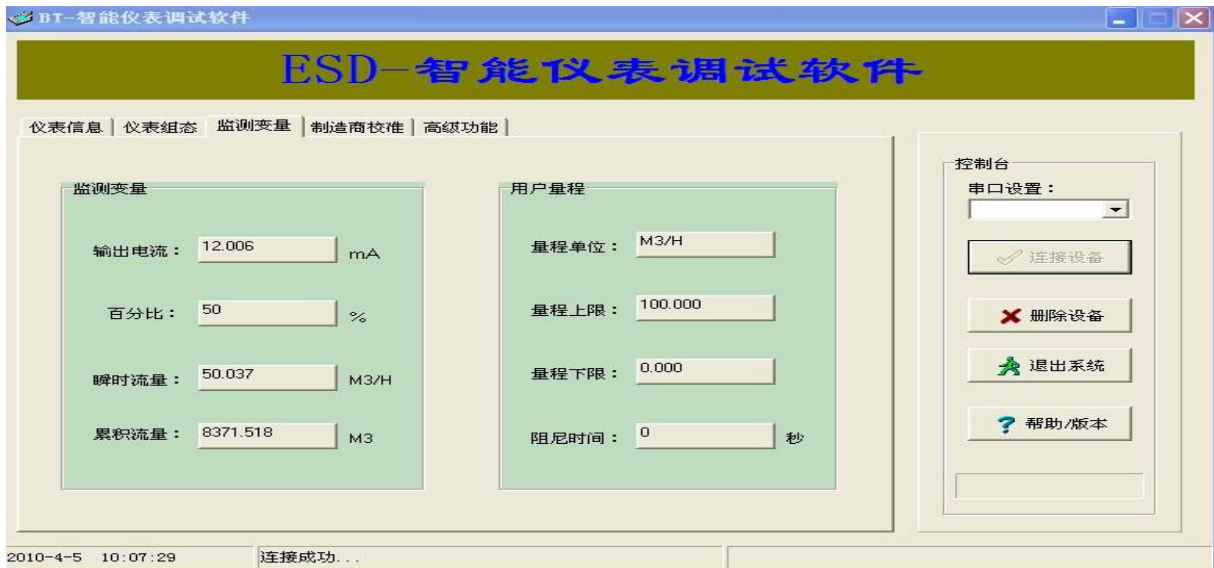 BT-智能仪表调试软件
ESD-智能仪表调试软件
仪表信息 仪表组态 监测变量 制造商校准 高级功能
监测变量
输出电流： 12.006 mA
百分比： 50 %
瞬时流量： 50.037 M3/H
累积流量： 8371.518 M3
用户量程
量程单位： M3/H
量程上限： 100.000
量程下限： 0.000
阻尼时间： 0 秒
控制台
串口设置：
连接设备
删除设备
退出系统
帮助/版本
2010-4-5 10:07:29 连接成功...